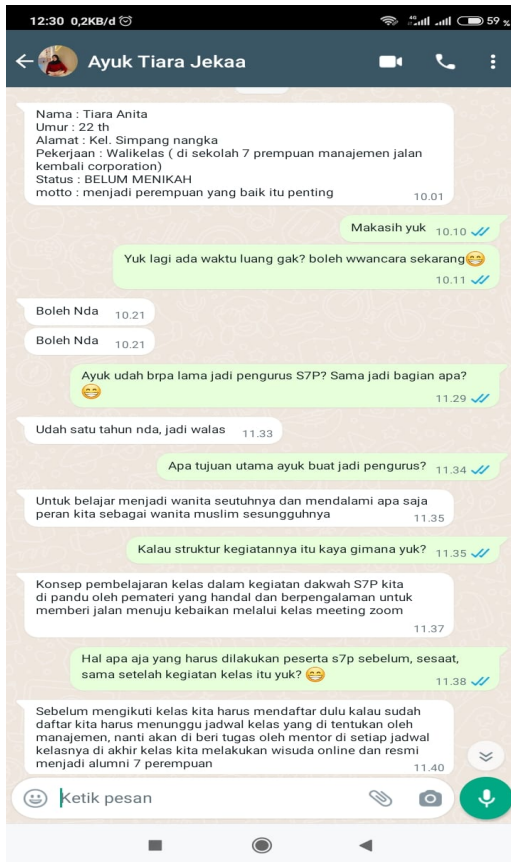 12:30 0,2KB/d
4G
59 %
Ayuk Tiara Jekaa
Nama : Tiara Anita
Umur : 22 th
Alamat : Kel. Simpang nangka
Pekerjaan : Walikelas ( di sekolah 7 prempuan manajemen jalan
kembali corporation)
Status : BELUM MENIKAH
motto : menjadi perempuan yang baik itu penting
10.01
Makasih yuk 10.10
Yuk lagi ada waktu luang gak? boleh wwancara sekarang😁
10.11
Boleh Nda 10.21
Boleh Nda 10.21
Ayuk udah brpa lama jadi pengurus S7P? Sama jadi bagian apa?
😁
11.29
Udah satu tahun nda, jadi walas 11.33
Apa tujuan utama ayuk buat jadi pengurus? 11.34
Untuk belajar menjadi wanita seutuhnya dan mendalami apa saja
peran kita sebagai wanita muslim sesungguhnya
11.35
Kalau struktur kegiatannya itu kaya gimana yuk? 11.35
Konsep pembelajaran kelas dalam kegiatan dakwah S7P kita
di pandu oleh pemateri yang handal dan berpengalaman untuk
memberi jalan menuju kebaikan melalui kelas meeting zoom
11.37
Hal apa aja yang harus dilakukan peserta s7p sebelum, sesaat,
sama setelah kegiatan kelas itu yuk? 😁
11.38
Sebelum mengikuti kelas kita harus mendaftar dulu kalau sudah
daftar kita harus menunggu jadwal kelas yang di tentukan oleh
manajemen, nanti akan di beri tugas oleh mentor di setiap jadwal
kelasnya di akhir kelas kita melakukan wisuda online dan resmi
menjadi alumni 7 perempuan
11.40
Ketik pesan